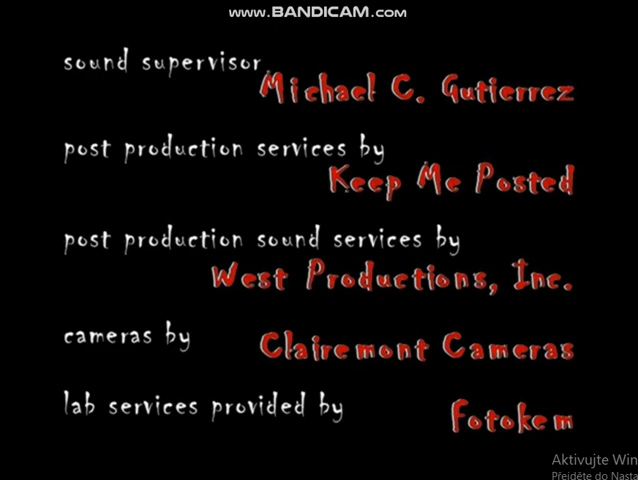 www.BANDICAM.com
sound supervisor
Michael C. Gutierrez
post production services by
Keep Me Posted
post production sound services by
West Productions, Inc.
cameras by
Clairemont Cameras
lab services provided by
Fotokem
Aktivujte Win
Přejděte do Nasta